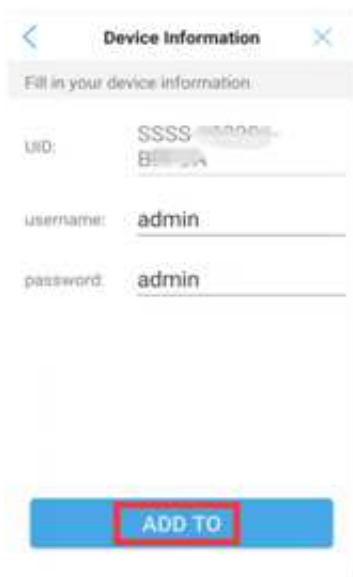 Device Information
Fill in your device information
UID:
SSSS
username: admin
password: admin
ADD TO